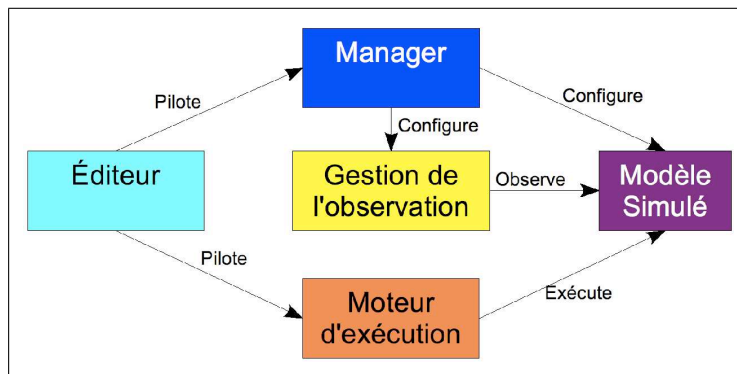 Manager
Pilote
Configure
Configure
Éditeur
Gestion de
l'observation
Observe
Modèle
Simulé
Pilote
Moteur
d'exécution
Exécute